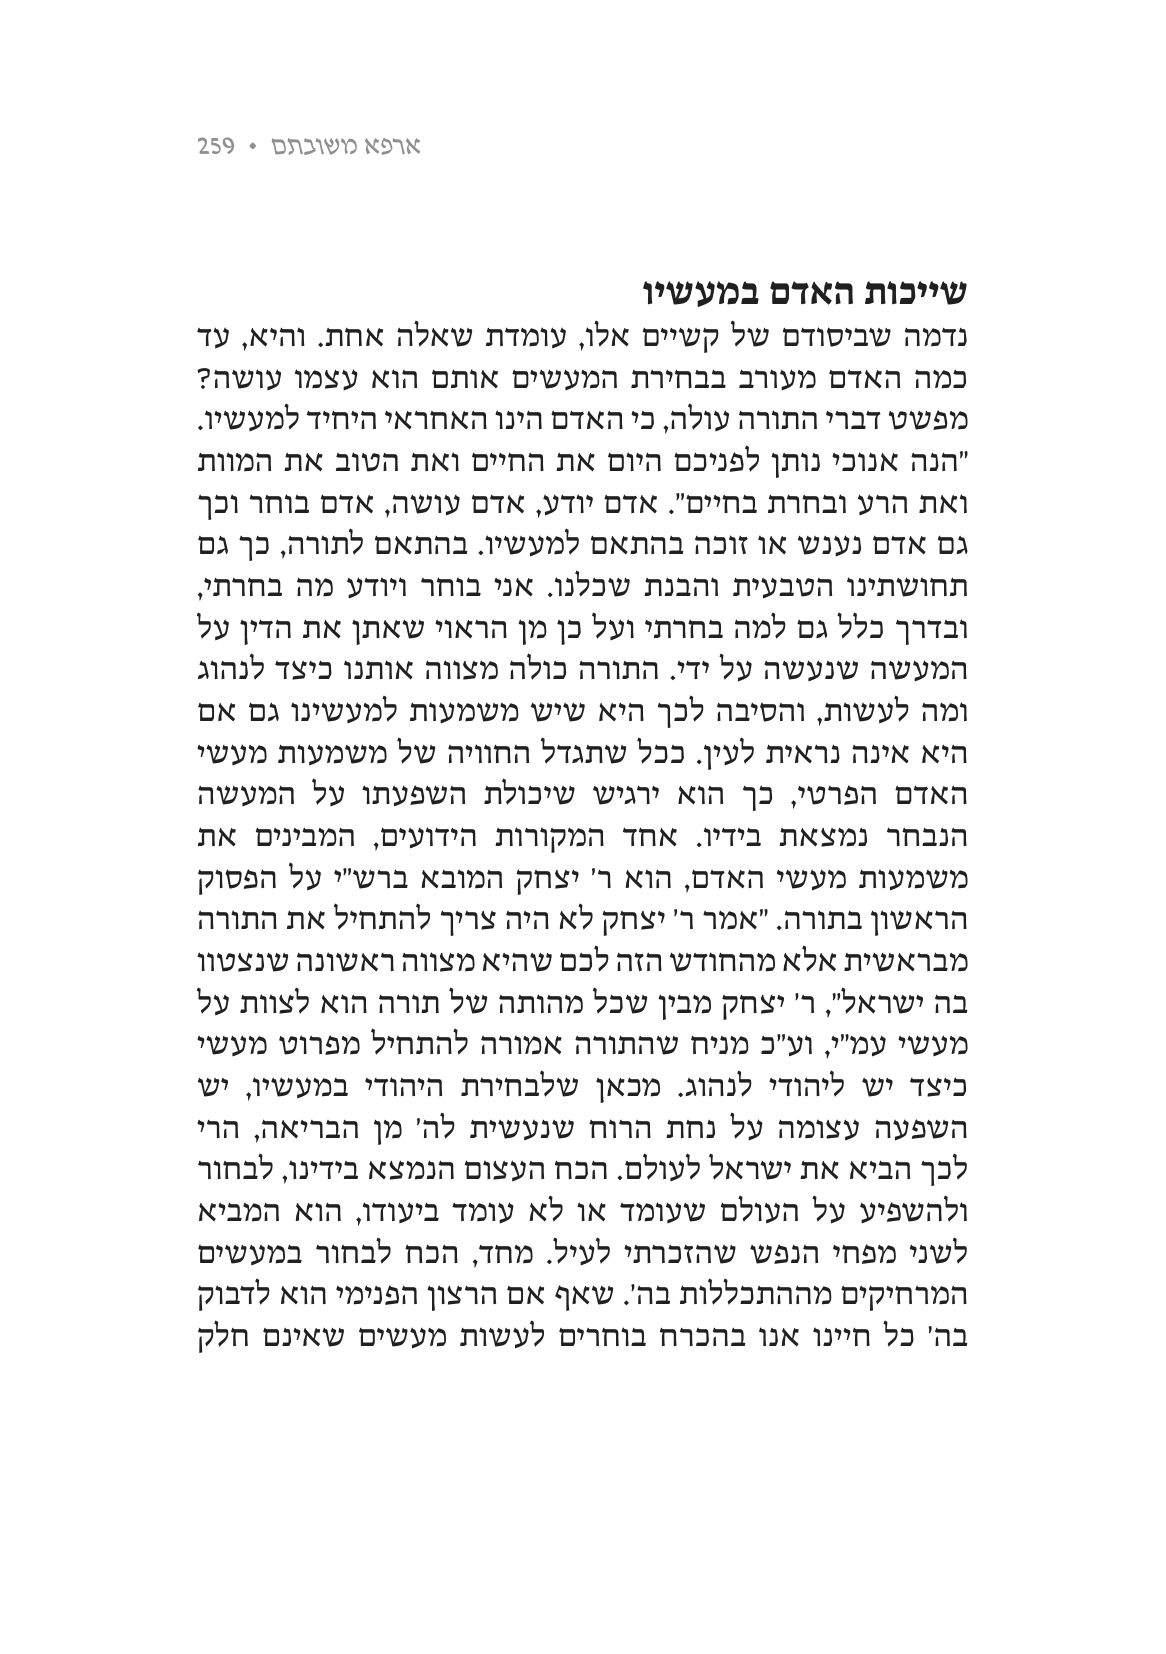 ארפא משובתם • 259
שייכות האדם במעשיו
נדמה שביסודם של קשיים אלו, עומדת שאלה אחת. והיא, עד
כמה האדם מעורב בבחירת המעשים אותם הוא עצמו עושה?
מפשט דברי התורה עולה, כי האדם הינו האחראי היחיד למעשיו.
"הנה אנוכי נותן לפניכם היום את החיים ואת הטוב את המוות
ואת הרע ובחרת בחיים". אדם יודע, אדם עושה, אדם בוחר וכך
גם אדם נענש או זוכה בהתאם למעשיו. בהתאם לתורה, כך גם
תחושתינו הטבעית והבנת שכלנו. אני בוחר ויודע מה בחרתי,
ובדרך כלל גם למה בחרתי ועל כן מן הראוי שאתן את הדין על
המעשה שנעשה על ידי. התורה כולה מצווה אותנו כיצד לנהוג
ומה לעשות, והסיבה לכך היא שיש משמעות למעשינו גם אם
היא אינה נראית לעין. ככל שתגדל החוויה של משמעות מעשי
האדם הפרטי, כך הוא ירגיש שיכולת השפעתו על המעשה
הנבחר נמצאת בידיו. אחד המקורות הידועים, המבינים את
משמעות מעשי האדם, הוא ר' יצחק המובא ברש"י על הפסוק
הראשון בתורה. "אמר ר' יצחק לא היה צריך להתחיל את התורה
מבראשית אלא מהחודש הזה לכם שהיא מצווה ראשונה שנצטוו
בה ישראל", ר' יצחק מבין שכל מהותה של תורה הוא לצוות על
מעשי עמ"י, וע"כ מניח שהתורה אמורה להתחיל מפרוט מעשי
כיצד יש ליהודי לנהוג. מכאן שלבחירת היהודי במעשיו, יש
השפעה עצומה על נחת הרוח שנעשית לה' מן הבריאה, הרי
לכך הביא את ישראל לעולם. הכח העצום הנמצא בידינו, לבחור
ולהשפיע על העולם שעומד או לא עומד ביעודו, הוא המביא
לשני מפחי הנפש שהזכרתי לעיל. מחד, הכח לבחור במעשים
המרחיקים מההתכללות בה'. שאף אם הרצון הפנימי הוא לדבוק
בה' כל חיינו אנו בהכרח בוחרים לעשות מעשים שאינם חלק